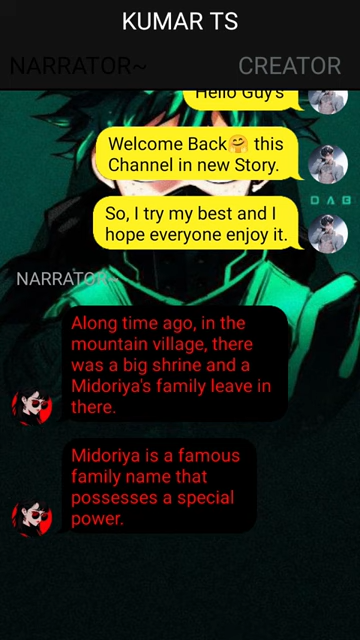 KUMAR TS
NARRATOR~
CREATOR
Hello Guy's
Welcome Back🤗 this
Channel in new Story.
DAB
So, I try my best and I
hope everyone enjoy it.
NARRATOR~
Along time ago, in the
mountain village, there
was a big shrine and a
Midoriya's family leave in
there.
Midoriya is a famous
family name that
possesses a special
power.